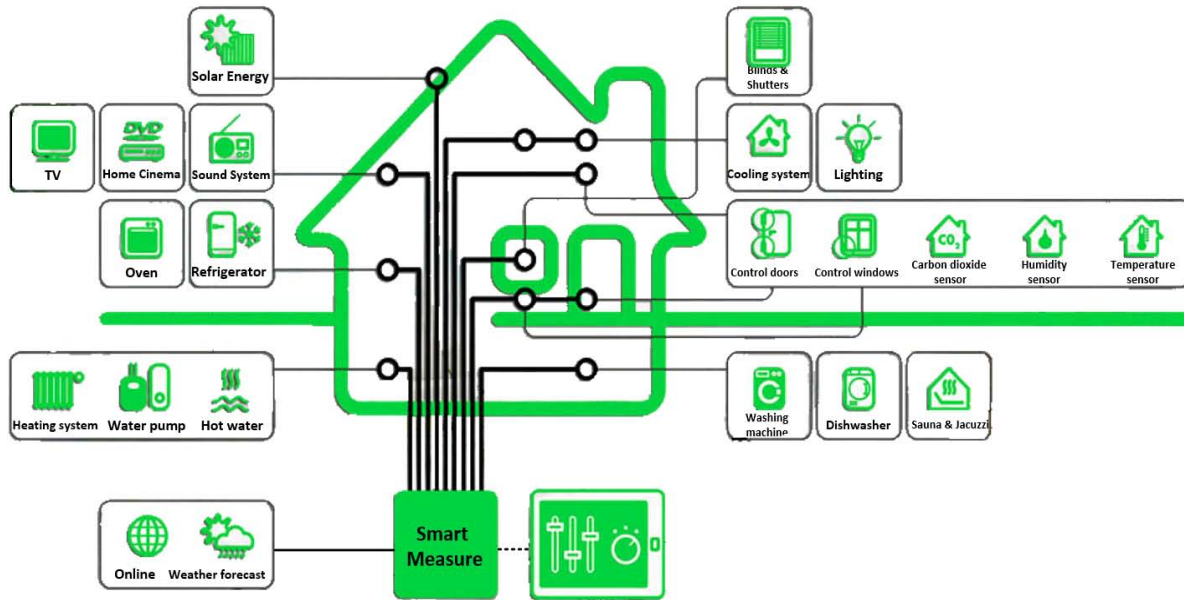 Solar Energy
Blinds &
Shutters
TV
DVD
Home Cinema
Sound System
Cooling system
Lighting
Oven
Refrigerator
Control doors
Control windows
CO2
Carbon dioxide
sensor
Humidity
sensor
Temperature
sensor
Heating system
Water pump
Hot water
Washing
machine
Dishwasher
Sauna & Jacuzzi
Online
Weather forecast
Smart
Measure